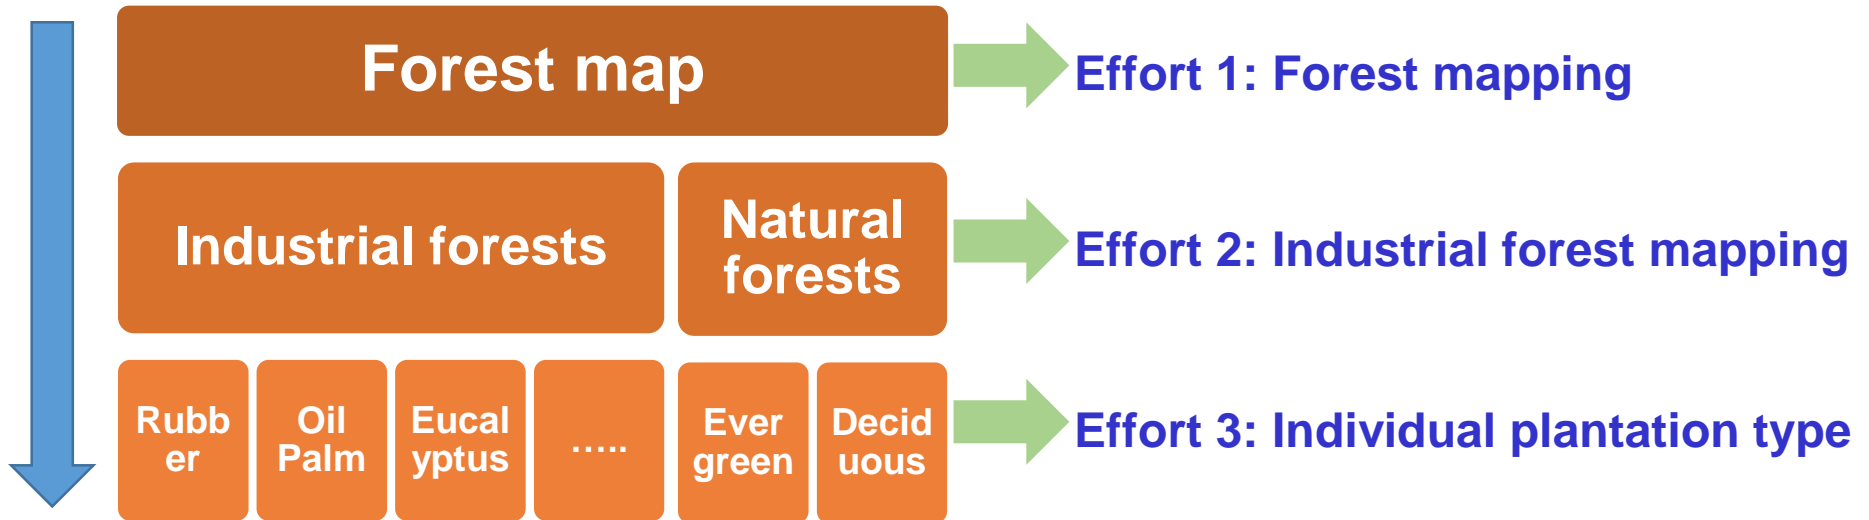 Forest map
Effort 1: Forest mapping
Industrial forests
Natural
forests
Effort 2: Industrial forest mapping
Rubb
er
Oil
Palm
Eucal
yptus
.....
Ever
green
Decid
uous
Effort 3: Individual plantation type